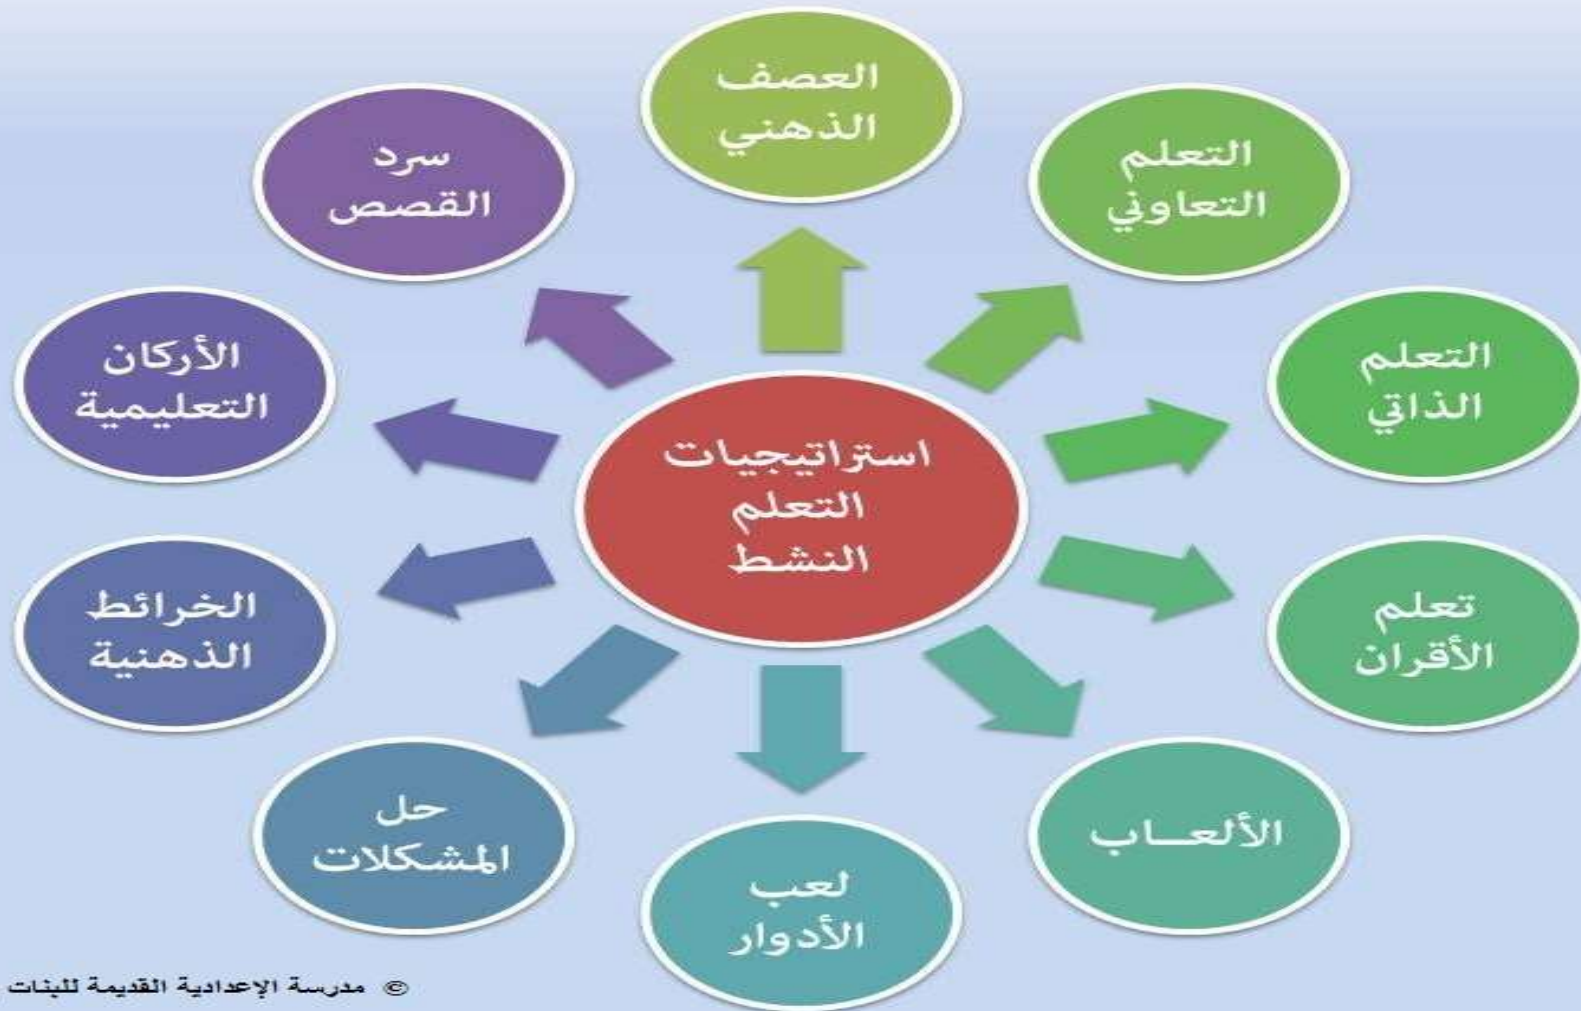 العصف
الذهني
التعلم
التعاوني
التعلم
الذاتي
تعلم
الأقران
الألعـــاب
لعب
الأدوار
حل
المشكلات
الخرائط
الذهنية
الأركان
التعليمية
سرد
القصص
استراتيجيات
التعلم
النشط
© مدرسة الإعدادية القديمة للبنات